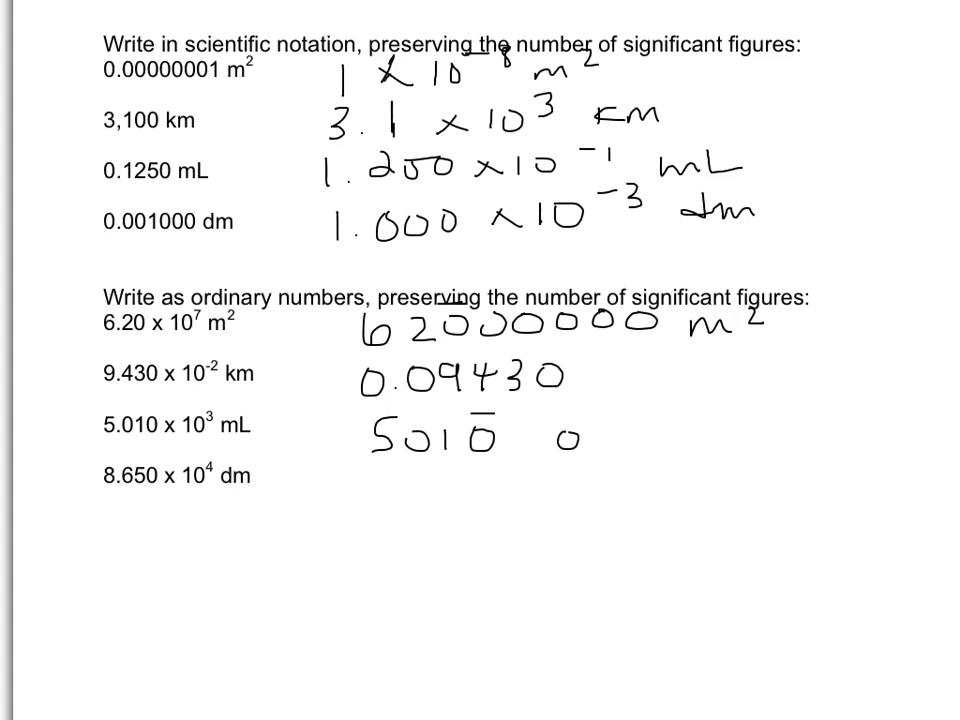 Write in scientific notation, preserving the number of significant figures:
0.00000001 m² 1 x 10⁻⁸ m²
3,100 km 3.1 x 10³ km
0.1250 mL 1.250 x 10⁻¹ mL
0.001000 dm 1.000 x 10⁻³ dm
Write as ordinary numbers, preserving the number of significant figures:
6.20 x 10⁷ m² 620̅00000 m²
9.430 x 10⁻² km 0.09430
5.010 x 10³ mL 5010̅ 0
8.650 x 10⁴ dm